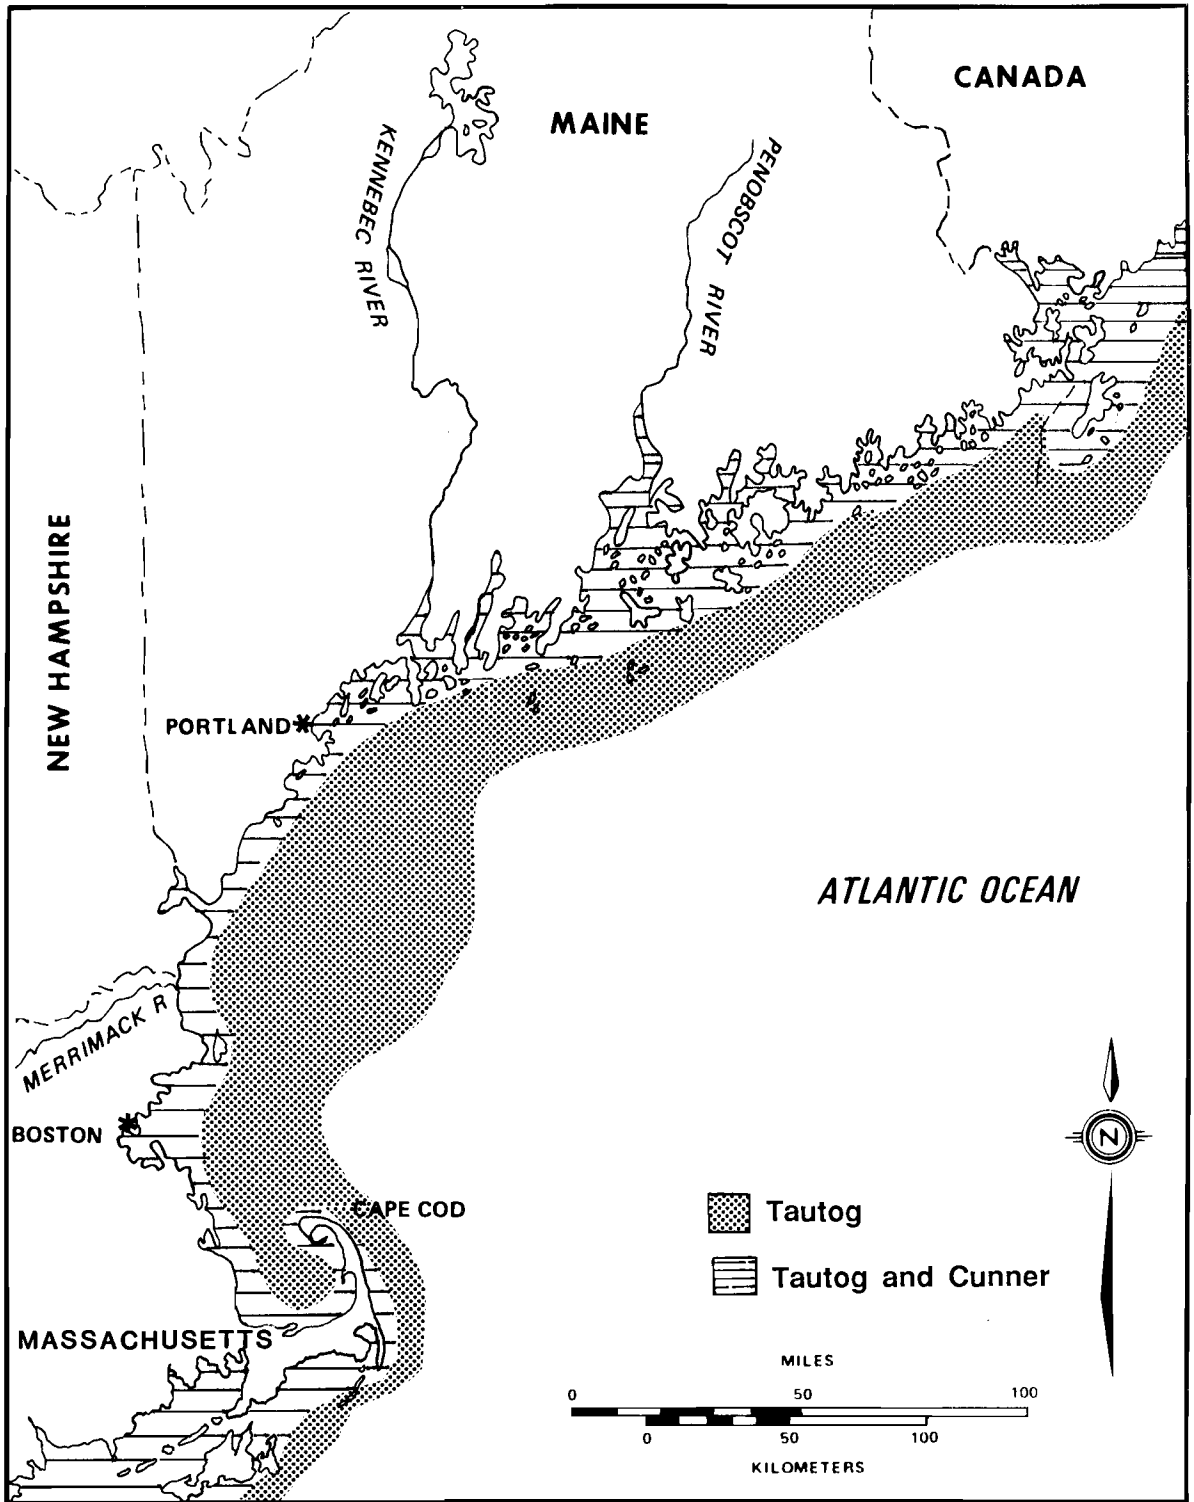 CANADA
MAINE
KENNEBEC RIVER
PENOBSCOT RIVER
NEW HAMPSHIRE
PORTLAND
ATLANTIC OCEAN
MERRIMACK R
BOSTON
N
CAPE COD
Tautog
Tautog and Cunner
MASSACHUSETTS
MILES
0 50 100
0 50 100
KILOMETERS